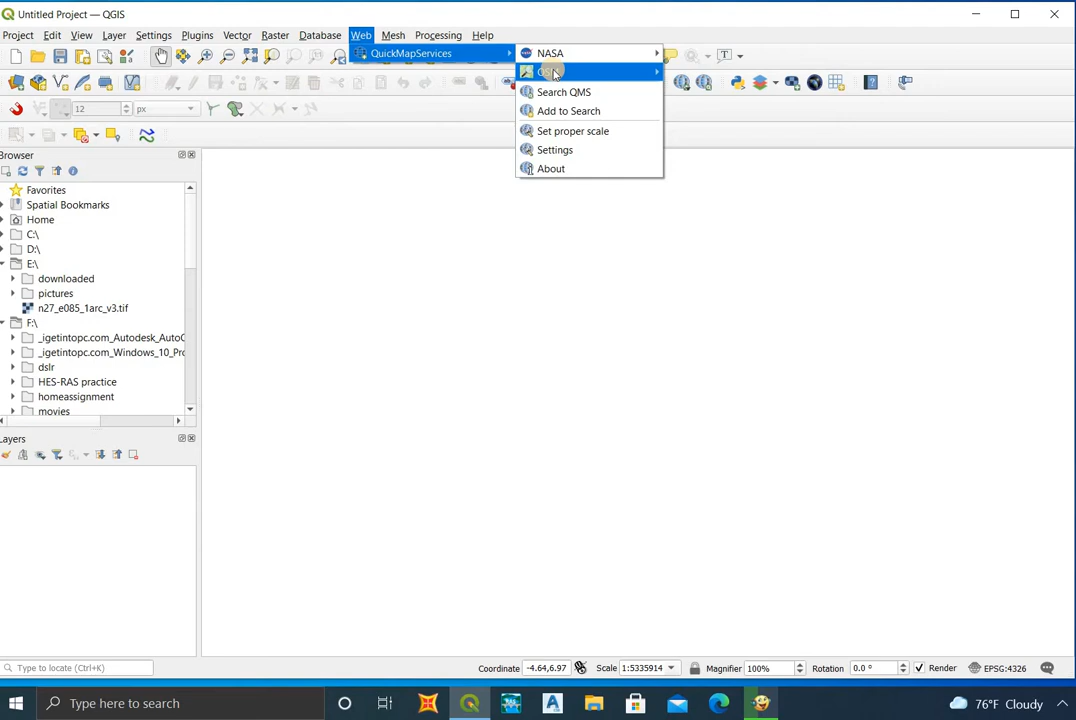 Untitled Project — QGIS
Project Edit View Layer Settings Plugins Vector Raster Database Web Mesh Processing Help
QuickMapServices
NASA
Search QMS
Add to Search
Set proper scale
Settings
About
12 px
Browser
Favorites
Spatial Bookmarks
Home
C:\
D:\
E:\
downloaded
pictures
n27_e085_1arc_v3.tif
F:\
_igetintopc.com_Autodesk_AutoC
_igetintopc.com_Windows_10_Pro
dslr
HES-RAS practice
homeassignment
movies
Layers
Type to locate (Ctrl+K)
Coordinate -4.64,6.97 Scale 1:5335914 Magnifier 100% Rotation 0.0 ° Render EPSG:4326
Type here to search
76°F Cloudy